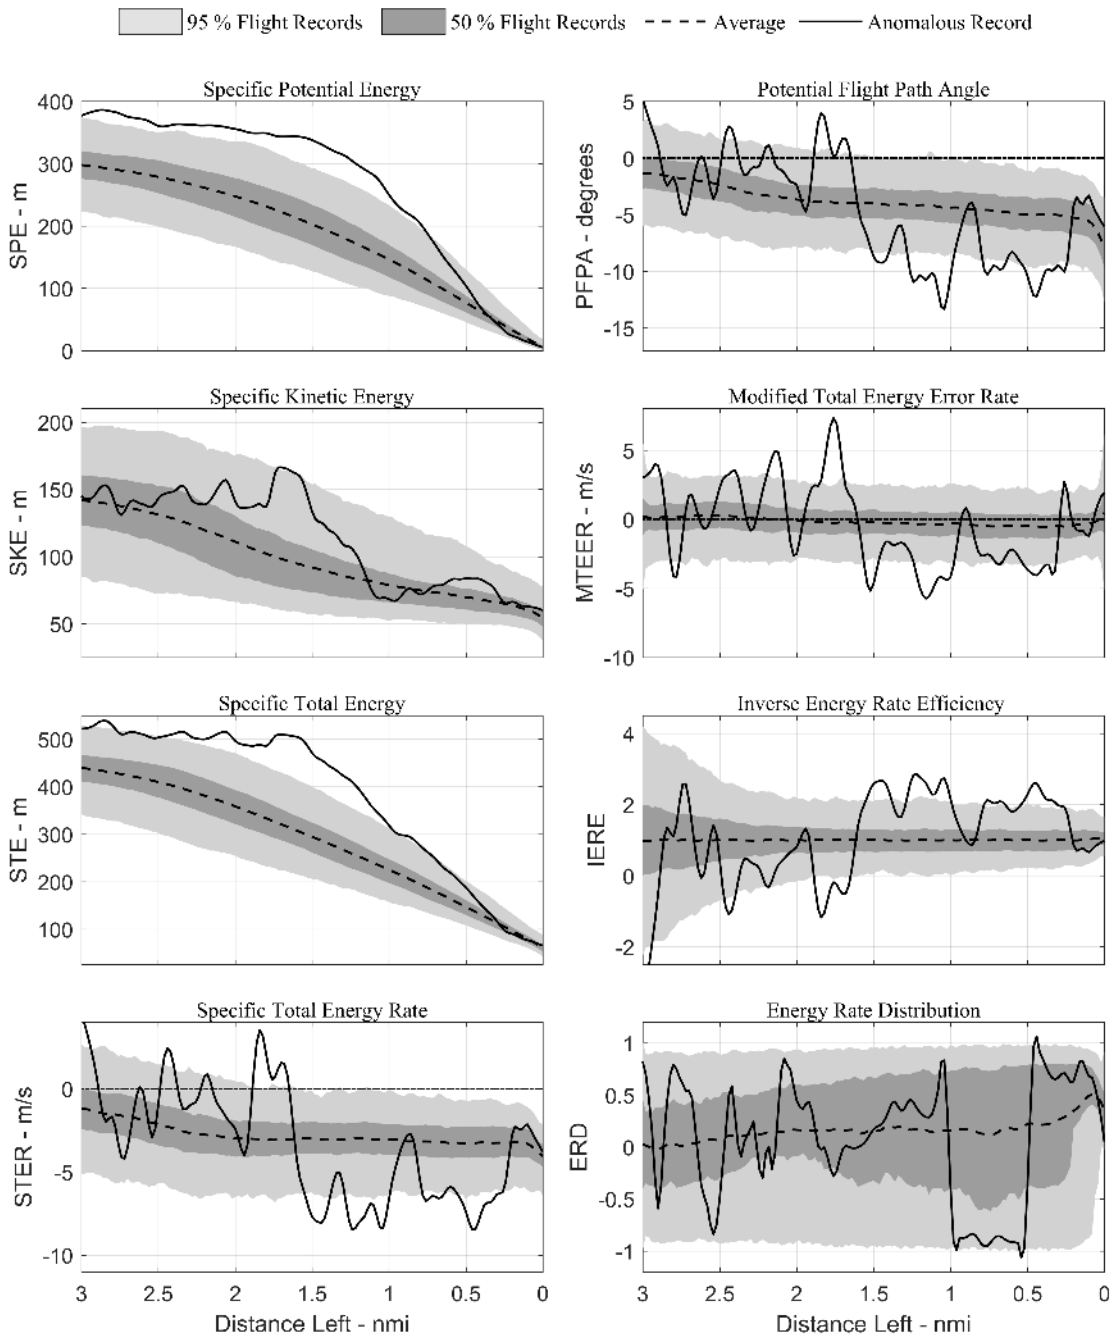 95 % Flight Records 50 % Flight Records Average Anomalous Record
Specific Potential Energy
SPE - m
400
300
200
100
0
Potential Flight Path Angle
PFPA - degrees
5
0
-5
-10
-15
Specific Kinetic Energy
SKE - m
200
150
100
50
Modified Total Energy Error Rate
MTEER - m/s
5
0
-5
-10
Specific Total Energy
STE - m
500
400
300
200
100
Inverse Energy Rate Efficiency
IERE
4
2
0
-2
Specific Total Energy Rate
STER - m/s
0
-5
-10
3 2.5 2 1.5 1 0.5 0
Distance Left - nmi
Energy Rate Distribution
ERD
1
0.5
0
-0.5
-1
3 2.5 2 1.5 1 0.5 0
Distance Left - nmi